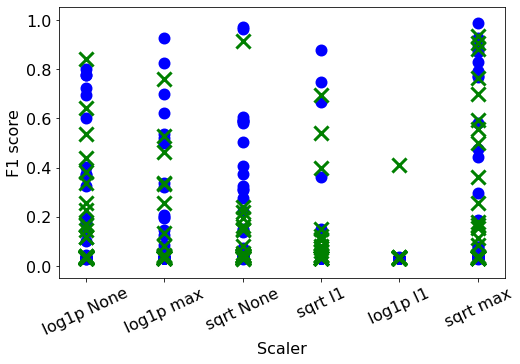 1.0
0.8
0.6
0.4
0.2
0.0
F1 score
log1p None
log1p max
sqrt None
sqrt l1
log1p l1
sqrt max
Scaler